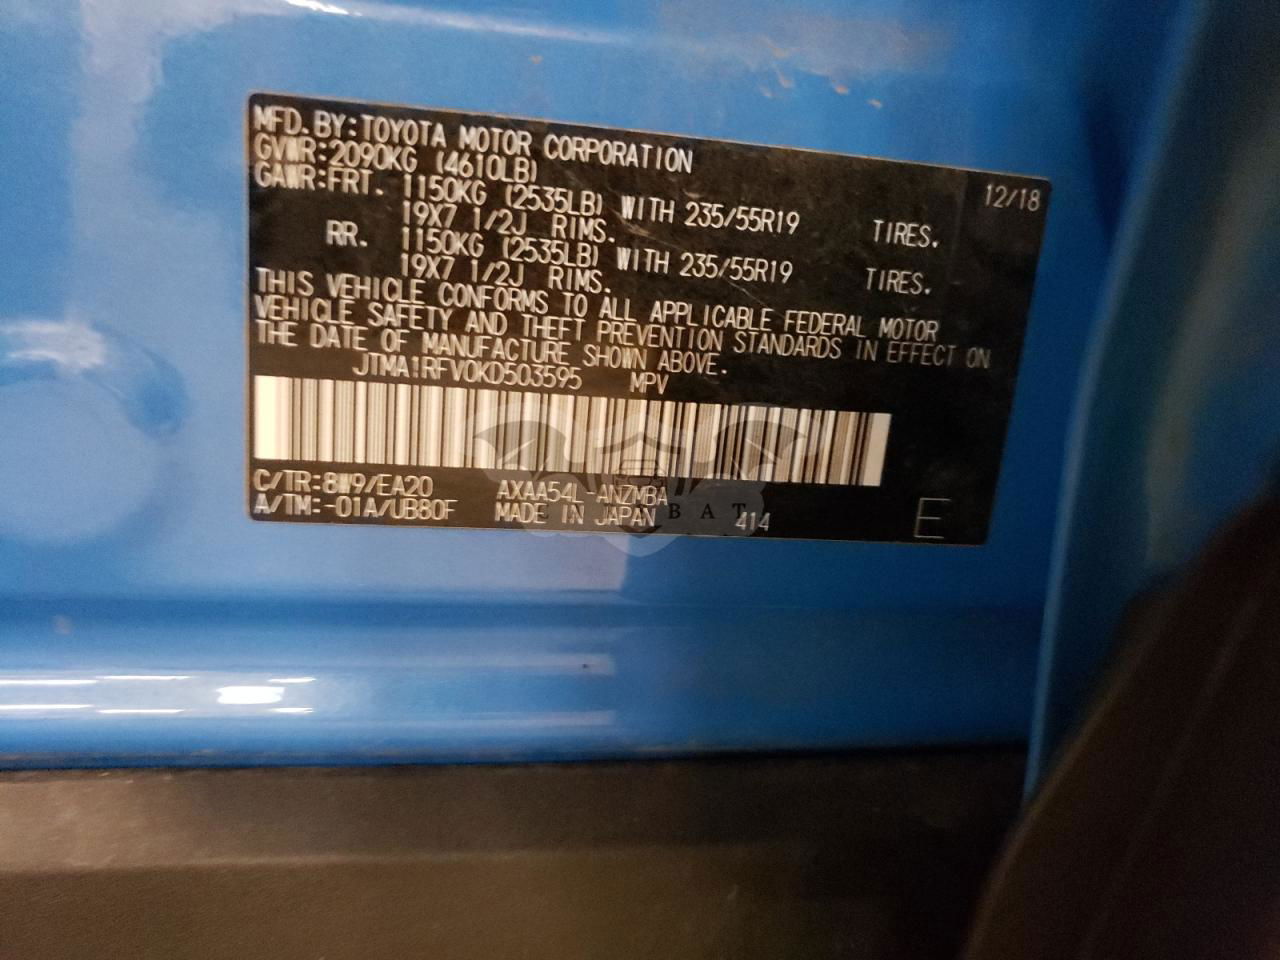 MFD.BY:TOYOTA MOTOR CORPORATION 12/18
GVWR:2090KG (4610LB)
GAWR:FRT. 1150KG (2535LB) WITH 235/55R19 TIRES.
19X7 1/2J RIMS.
RR. 1150KG (2535LB) WITH 235/55R19 TIRES.
19X7 1/2J RIMS.
THIS VEHICLE CONFORMS TO ALL APPLICABLE FEDERAL MOTOR
VEHICLE SAFETY AND THEFT PREVENTION STANDARDS IN EFFECT ON
THE DATE OF MANUFACTURE SHOWN ABOVE.
JTMA1RFV0KD503595 MPV
C/TR:8W9/EA20 AXAA54L-ANZMBA
A/TM:-01A/UB80F MADE IN JAPAN 414 E